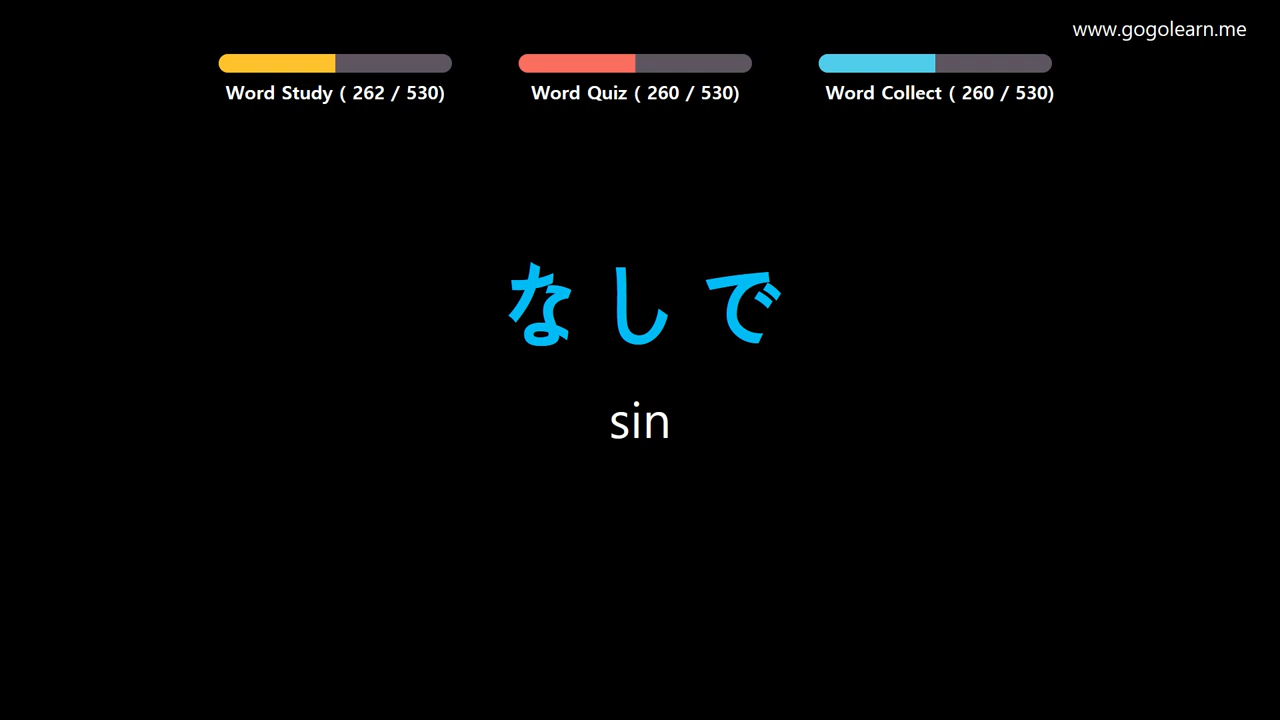 www.gogolearn.me
Word Study ( 262 / 530)
Word Quiz ( 260 / 530)
Word Collect ( 260 / 530)
なしで
sin